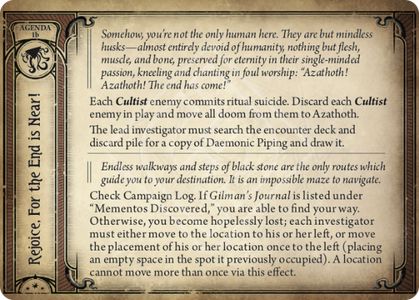 AGENDA
1b
Rejoice, For the End is Near!
Somehow, you're not the only human here. They are but mindless
husks—almost entirely devoid of humanity, nothing but flesh,
muscle, and bone, preserved for eternity in their single-minded
passion, kneeling and chanting in foul worship: "Azathoth!
Azathoth! The end has come!"
Each Cultist enemy commits ritual suicide. Discard each Cultist
enemy in play and move all doom from them to Azathoth.
The lead investigator must search the encounter deck and
discard pile for a copy of Daemonic Piping and draw it.
Endless walkways and steps of black stone are the only routes which
guide you to your destination. It is an impossible maze to navigate.
Check Campaign Log. If Gilman's Journal is listed under
"Mementos Discovered," you are able to find your way.
Otherwise, you become hopelessly lost; each investigator
must either move to the location to his or her left, or move
the placement of his or her location once to the left (placing
an empty space in the spot it previously occupied). A location
cannot move more than once via this effect.